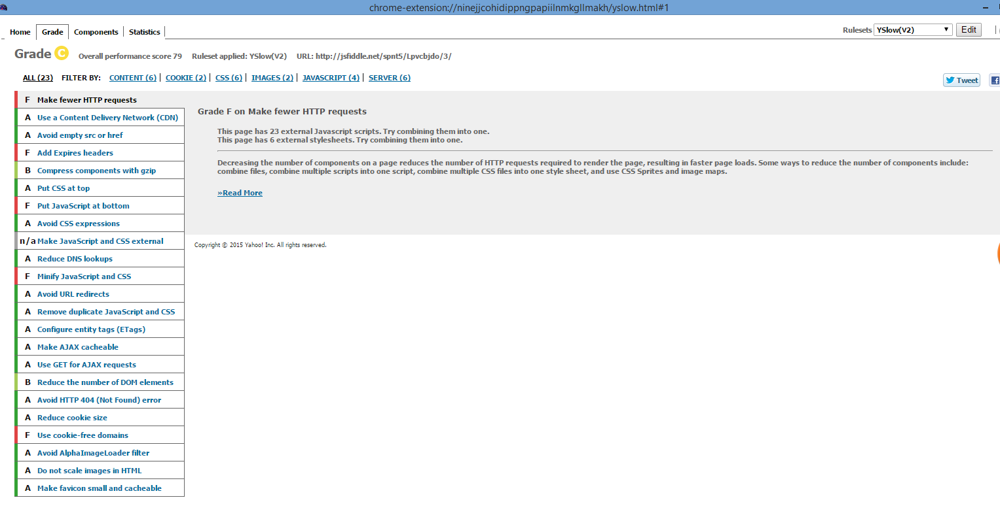 chrome-extension://ninejjcohidippngpapiilnmkgllmakh/yslow.html#1
Home Grade Components Statistics Rulesets YSlow(V2) Edit
Grade C Overall performance score 79 Ruleset applied: YSlow(V2) URL: http://jsfiddle.net/spnt5/Lpvcbjdo/3/
ALL (23) FILTER BY: CONTENT (6) COOKIE (2) CSS (6) IMAGES (2) JAVASCRIPT (4) SERVER (6)
Tweet
F Make fewer HTTP requests
A Use a Content Delivery Network (CDN)
A Avoid empty src or href
F Add Expires headers
B Compress components with gzip
A Put CSS at top
F Put JavaScript at bottom
A Avoid CSS expressions
n/a Make JavaScript and CSS external
A Reduce DNS lookups
F Minify JavaScript and CSS
A Avoid URL redirects
A Remove duplicate JavaScript and CSS
A Configure entity tags (ETags)
A Make AJAX cacheable
A Use GET for AJAX requests
B Reduce the number of DOM elements
A Avoid HTTP 404 (Not Found) error
A Reduce cookie size
F Use cookie-free domains
A Avoid AlphaImageLoader filter
A Do not scale images in HTML
A Make favicon small and cacheable
Grade F on Make fewer HTTP requests
This page has 23 external Javascript scripts. Try combining them into one.
This page has 6 external stylesheets. Try combining them into one.
Decreasing the number of components on a page reduces the number of HTTP requests required to render the page, resulting in faster page loads. Some ways to reduce the number of components include:
combine files, combine multiple scripts into one script, combine multiple CSS files into one style sheet, and use CSS Sprites and image maps.
»Read More
Copyright © 2015 Yahoo! Inc. All rights reserved.